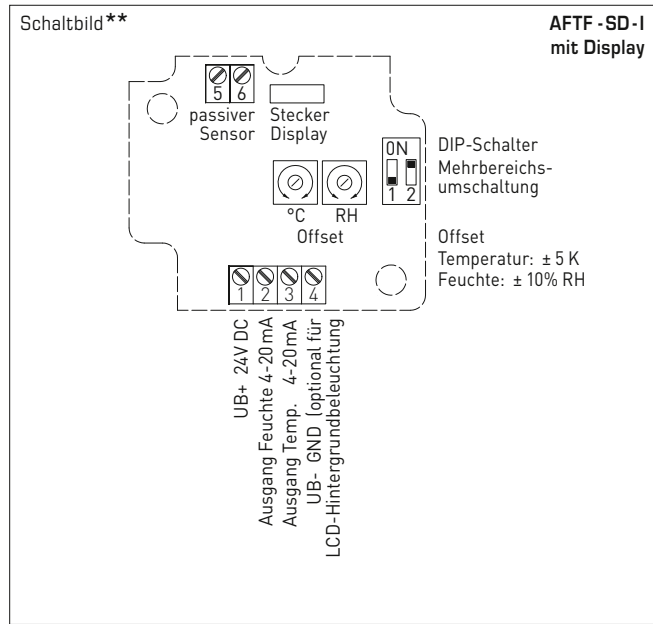 Schaltbild**
AFTF-SD-I
mit Display
5 6
passiver
Sensor
Stecker
Display
ON
1 2
DIP-Schalter
Mehrbereichs-
umschaltung
°C RH
Offset
Offset
Temperatur: ± 5 K
Feuchte: ± 10% RH
1 2 3 4
UB+ 24V DC
Ausgang Feuchte 4-20mA
Ausgang Temp. 4-20mA
UB- GND (optional für
LCD-Hintergrundbeleuchtung